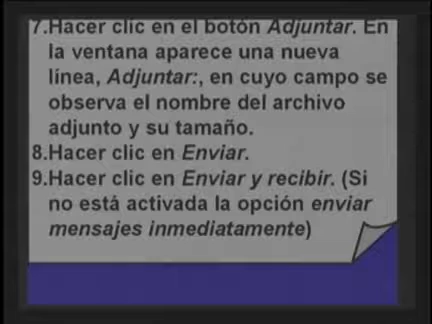 7.Hacer clic en el botón Adjuntar. En
la ventana aparece una nueva
línea, Adjuntar:, en cuyo campo se
observa el nombre del archivo
adjunto y su tamaño.
8.Hacer clic en Enviar.
9.Hacer clic en Enviar y recibir. (Si
no está activada la opción enviar
mensajes inmediatamente)